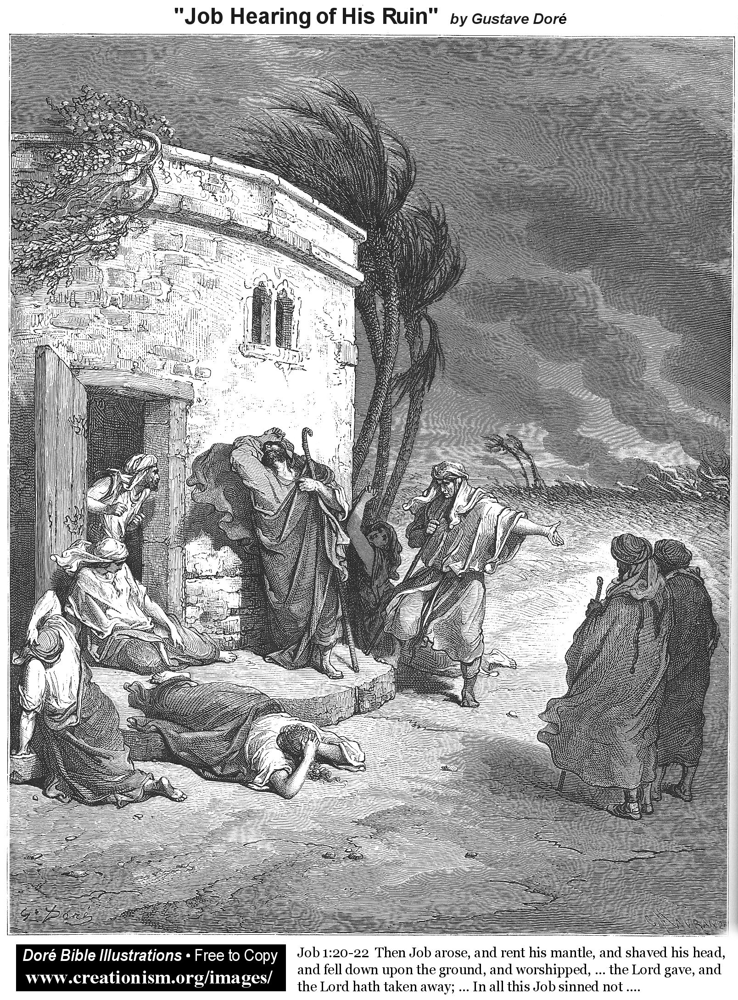 "Job Hearing of His Ruin" by Gustave Doré
Gve Doré
Doré Bible Illustrations • Free to Copy
www.creationism.org/images/
Job 1:20-22 Then Job arose, and rent his mantle, and shaved his head,
and fell down upon the ground, and worshipped, ... the Lord gave, and
the Lord hath taken away; ... In all this Job sinned not ....